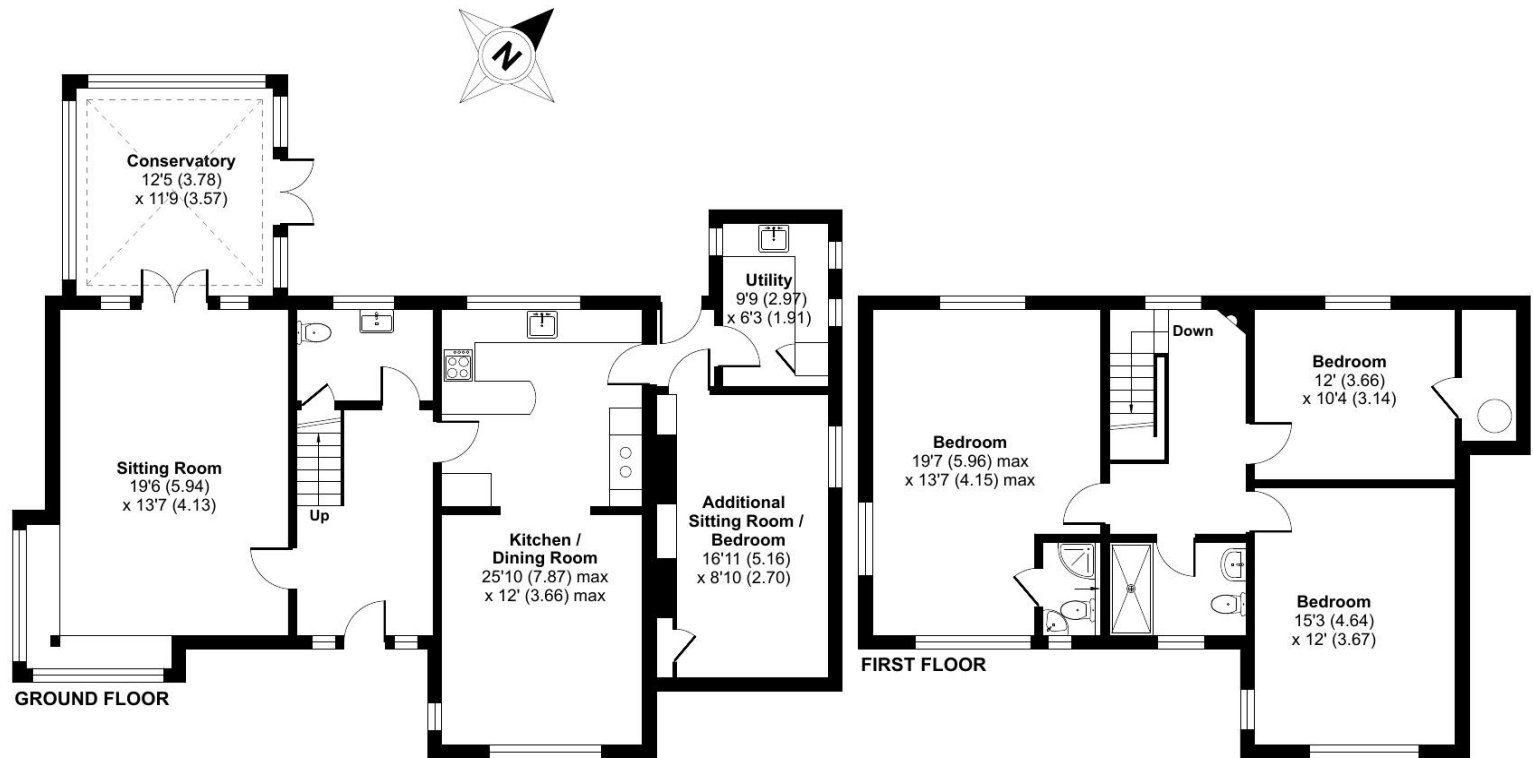 N
Conservatory
12'5 (3.78)
x 11'9 (3.57)
Utility
9'9 (2.97)
x 6'3 (1.91)
Sitting Room
19'6 (5.94)
x 13'7 (4.13)
Up
Kitchen /
Dining Room
25'10 (7.87) max
x 12' (3.66) max
Additional
Sitting Room /
Bedroom
16'11 (5.16)
x 8'10 (2.70)
GROUND FLOOR
Down
Bedroom
12' (3.66)
x 10'4 (3.14)
Bedroom
19'7 (5.96) max
x 13'7 (4.15) max
Bedroom
15'3 (4.64)
x 12' (3.67)
FIRST FLOOR